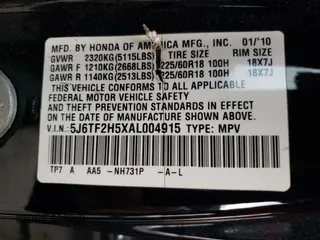 MFD. BY HONDA OF AMERICA MFG., INC. 01/'10
GVWR 2320KG(5115LBS) TIRE SIZE RIM SIZE
GAWR F 1210KG(2668LBS) 225/60R18 100H 18X7J
GAWR R 1140KG(2513LBS) 225/60R18 100H 18X7J
THIS VEHICLE CONFORMS TO ALL APPLICABLE
FEDERAL MOTOR VEHICLE SAFETY AND
THEFT PREVENTION STANDARDS IN EFFECT
ON THE DATE OF MANUFACTURE SHOWN ABOVE.
V.I.N.: 5J6TF2H5XAL004915 TYPE: MPV
TP7 A AA5 -NH731P -A-L